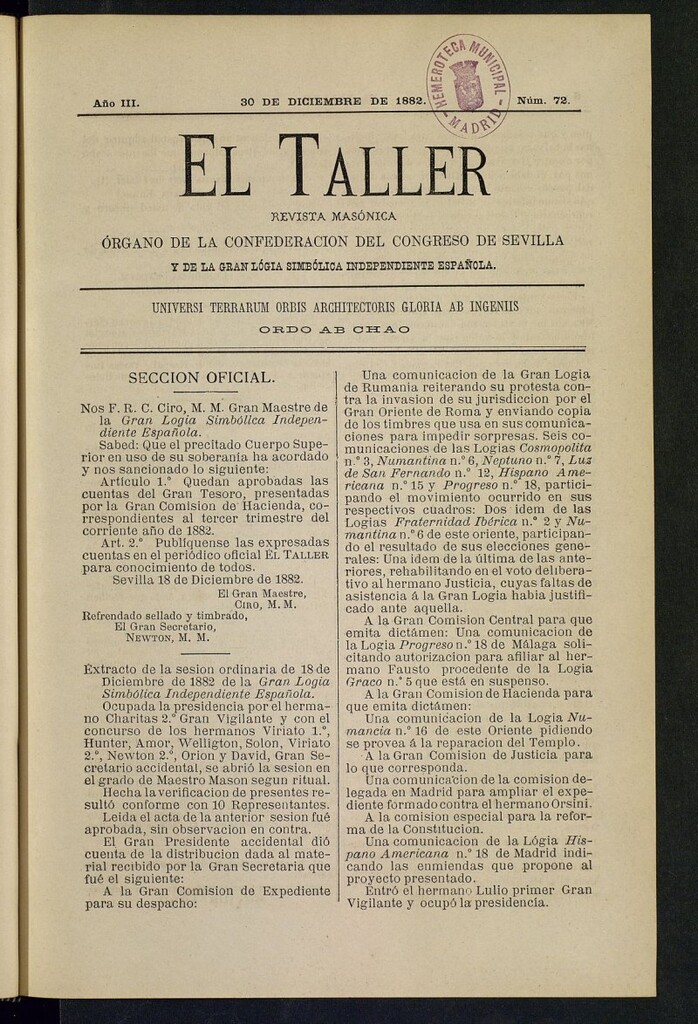 Año III.
30 DE DICIEMBRE DE 1882.
Núm. 72.
HEMEROTECA MUNICIPAL
MADRID
EL TALLER
REVISTA MASÓNICA
ÓRGANO DE LA CONFEDERACION DEL CONGRESO DE SEVILLA
Y DE LA GRAN LÓGIA SIMBÓLICA INDEPENDIENTE ESPAÑOLA.
UNIVERSI TERRARUM ORBIS ARCHITECTORIS GLORIA AB INGENIIS
ORDO AB CHAO
SECCION OFICIAL.
Nos F. R. C. Ciro, M. M. Gran Maestre de
la Gran Logia Simbólica Indepen-
diente Española.
Sabed: Que el precitado Cuerpo Supe-
rior en uso de su soberanía ha acordado
y nos sancionado lo siguiente:
Artículo 1.º Quedan aprobadas las
cuentas del Gran Tesoro, presentadas
por la Gran Comision de Hacienda, co-
rrespondientes al tercer trimestre del
corriente año de 1882.
Art. 2.º Publíquense las expresadas
cuentas en el periódico oficial EL TALLER
para conocimiento de todos.
Sevilla 18 de Diciembre de 1882.
El Gran Maestre,
CIRO, M. M.
Refrendado sellado y timbrado,
El Gran Secretario,
NEWTON, M. M.
Extracto de la sesion ordinaria de 18 de
Diciembre de 1882 de la Gran Logia
Simbólica Independiente Española.
Ocupada la presidencia por el herma-
no Charitas 2.º Gran Vigilante y con el
concurso de los hermanos Viriato 1.º,
Hunter, Amor, Welligton, Solon, Viriato
2.º, Newton 2.º, Orion y David, Gran Se-
cretario accidental, se abrió la sesion en
el grado de Maestro Mason segun ritual.
Hecha la verificacion de presentes re-
sultó conforme con 10 Representantes.
Leida el acta de la anterior sesion fué
aprobada, sin observacion en contra.
El Gran Presidente accidental dió
cuenta de la distribucion dada al mate-
rial recibido por la Gran Secretaria que
fué el siguiente:
A la Gran Comision de Expediente
para su despacho:
Una comunicacion de la Gran Logia
de Rumania reiterando su protesta con-
tra la invasion de su jurisdiccion por el
Gran Oriente de Roma y enviando copia
de los timbres que usa en sus comunica-
ciones para impedir sorpresas. Seis co-
municaciones de las Logias Cosmopolita
n.º 3, Numantina n.º 6, Neptuno n.º 7, Luz
de San Fernando n.º 12, Hispano Ame-
ricana n.º 15 y Progreso n.º 18, partici-
pando el movimiento ocurrido en sus
respectivos cuadros: Dos idem de las
Logias Fraternidad Ibérica n.º 2 y Nu-
mantina n.º 6 de este oriente, participan-
do el resultado de sus elecciones gene-
rales: Una idem de la última de las ante-
riores, rehabilitando en el voto delibera-
tivo al hermano Justicia, cuyas faltas de
asistencia á la Gran Logia habia justifi-
cado ante aquella.
A la Gran Comision Central para que
emita dictámen: Una comunicacion de
la Logia Progreso n.º 18 de Málaga soli-
citando autorizacion para afiliar al her-
mano Fausto procedente de la Logia
Graco n.º 5 que está en suspenso.
A la Gran Comision de Hacienda para
que emita dictámen:
Una comunicacion de la Logia Nu-
mancia n.º 16 de este Oriente pidiendo
se provea á la reparacion del Templo.
A la Gran Comision de Justicia para
lo que corresponda.
Una comunicacion de la comision de-
legada en Madrid para ampliar el expe-
diente formado contra el hermano Orsini.
A la comision especial para la refor-
ma de la Constitucion.
Una comunicacion de la Lógia His-
pano Americana n.º 18 de Madrid indi-
cando las enmiendas que propone al
proyecto presentado.
Entró el hermano Lulio primer Gran
Vigilante y ocupó la presidencia.